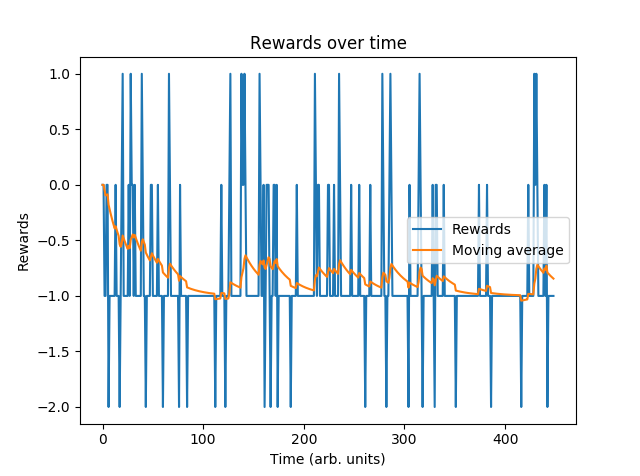 Rewards over time
1.0
0.5
0.0
−0.5
−1.0
−1.5
−2.0
Rewards
Rewards
Moving average
0
100
200
300
400
Time (arb. units)